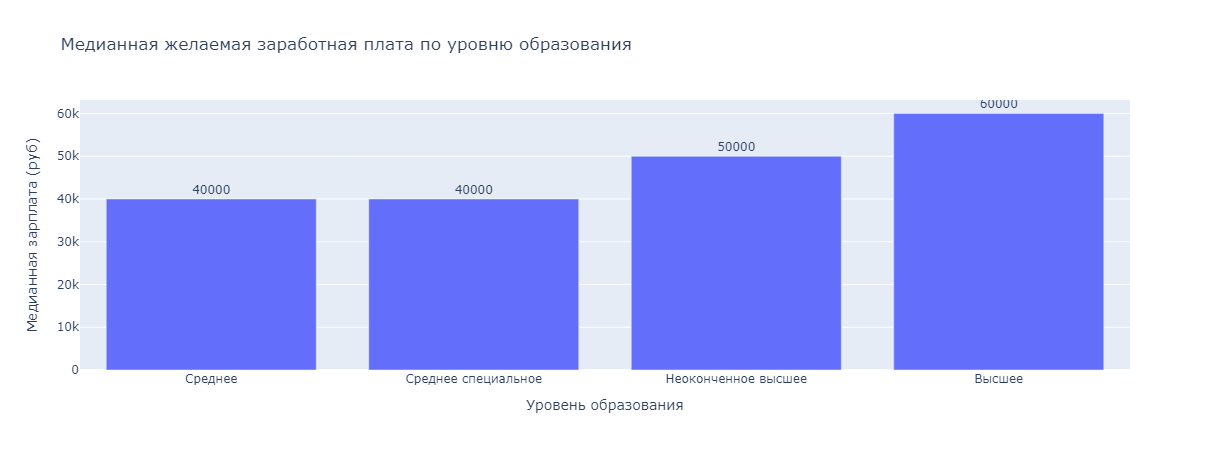 Медианная желаемая заработная плата по уровню образования
Медианная зарплата (руб)
60k
50k
40k
30k
20k
10k
0
40000
40000
50000
60000
Среднее
Среднее специальное
Неоконченное высшее
Высшее
Уровень образования